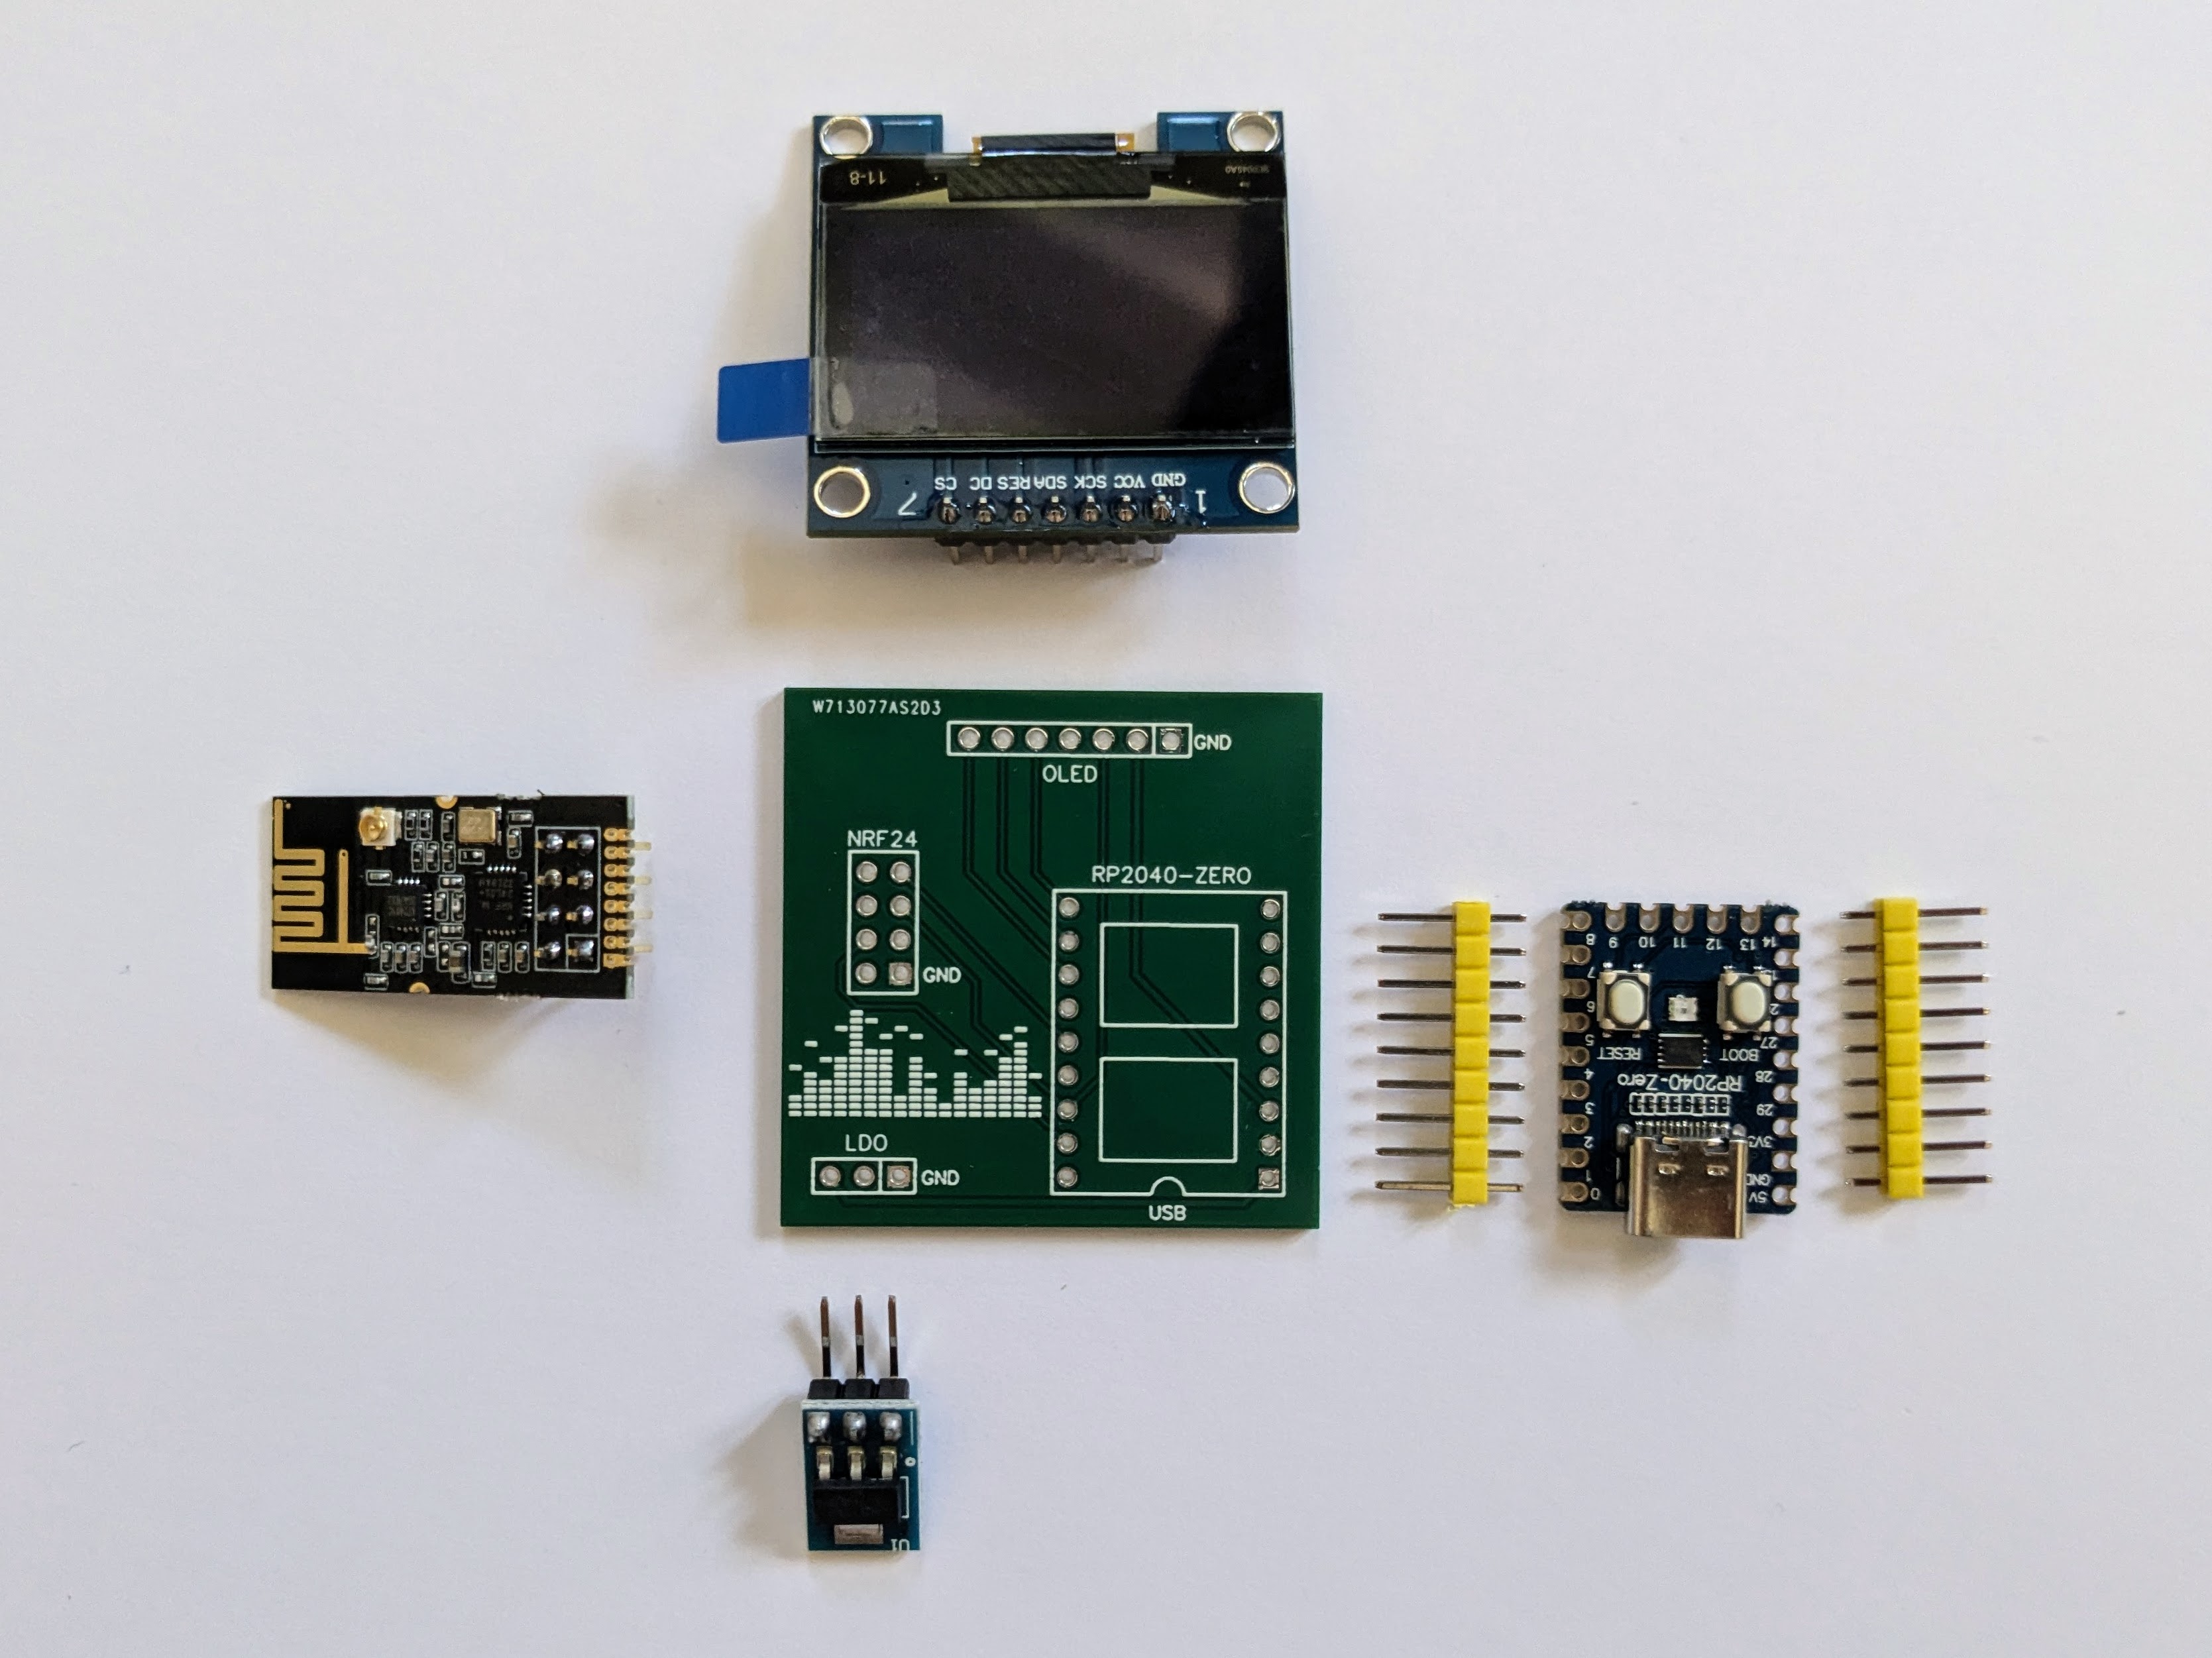 11-8
GND VCC SCK SDA RES DC CS
1 7
W713077AS2D3
GND
OLED
NRF24
GND
RP2040-ZERO
LDO
GND
USB
8 9 10 11 12 13 14
7
6
5
4
3
2
1
0
27
28
29
GND
5V
RESET
BOOT
RP2040-Zero
U1